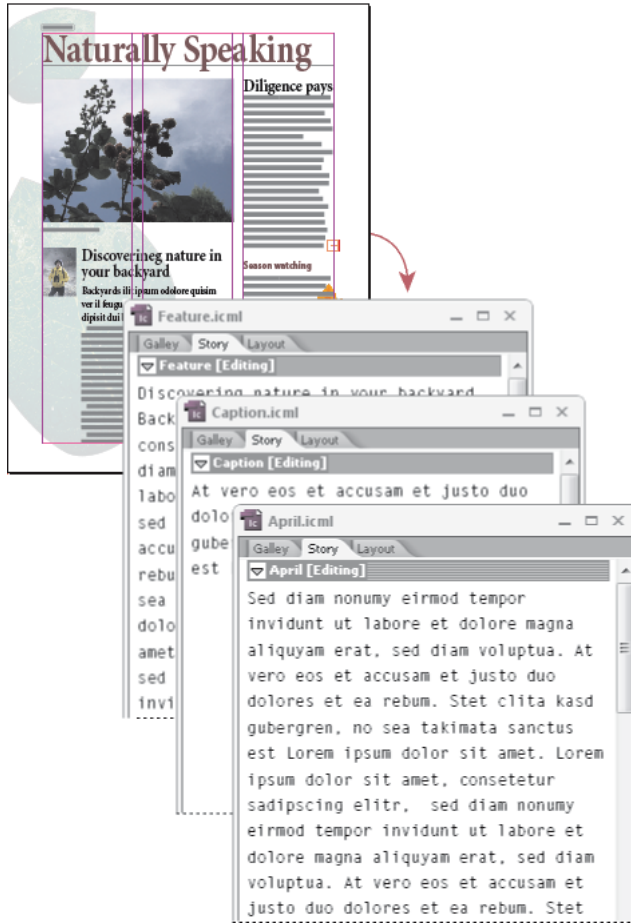 Naturally Speaking
Diligence pays
Season watching
Discoverineg nature in
your backyard
Backyards ilit ipsum odolore quisim
ver il feugu
dipisit dui
Ic Feature.icml
Galley Story Layout
Feature [Editing]
Discovering nature in your backyard
Back
cons
diam
labo
sed
accu
rebu
sea
dolo
amet
sed
invi
Ic Caption.icml
Galley Story Layout
Caption [Editing]
At vero eos et accusam et justo duo
dolo
gube
est
Ic April.icml
Galley Story Layout
April [Editing]
Sed diam nonumy eirmod tempor
invidunt ut labore et dolore magna
aliquyam erat, sed diam voluptua. At
vero eos et accusam et justo duo
dolores et ea rebum. Stet clita kasd
gubergren, no sea takimata sanctus
est Lorem ipsum dolor sit amet. Lorem
ipsum dolor sit amet, consetetur
sadipscing elitr, sed diam nonumy
eirmod tempor invidunt ut labore et
dolore magna aliquyam erat, sed diam
voluptua. At vero eos et accusam et
justo duo dolores et ea rebum. Stet